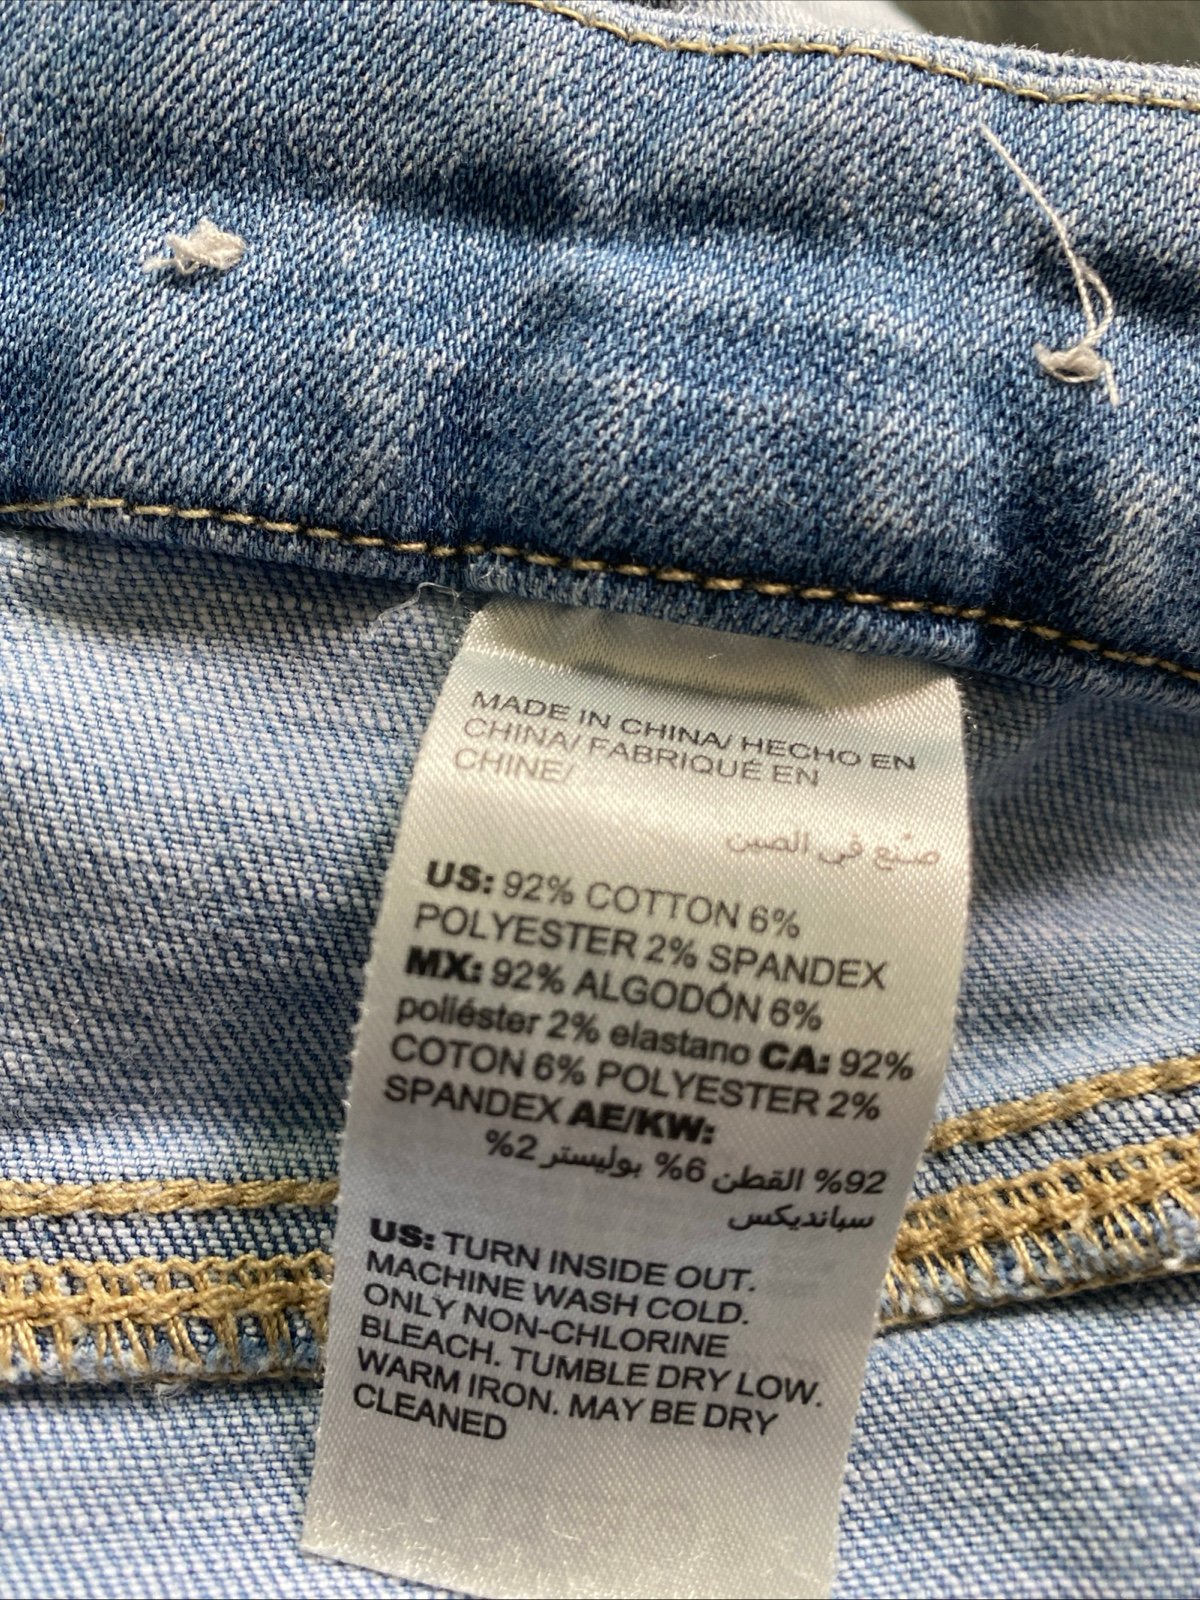 MADE IN CHINA/ HECHO EN
CHINA/ FABRIQUÉ EN
CHINE/
صنّع في الصين
US: 92% COTTON 6%
POLYESTER 2% SPANDEX
MX: 92% ALGODÓN 6%
poliéster 2% elastano CA: 92%
COTON 6% POLYESTER 2%
SPANDEX AE/KW:
92% القطن 6% بوليستر 2%
سبانديكس
US: TURN INSIDE OUT.
MACHINE WASH COLD.
ONLY NON-CHLORINE
BLEACH. TUMBLE DRY LOW.
WARM IRON. MAY BE DRY
CLEANED